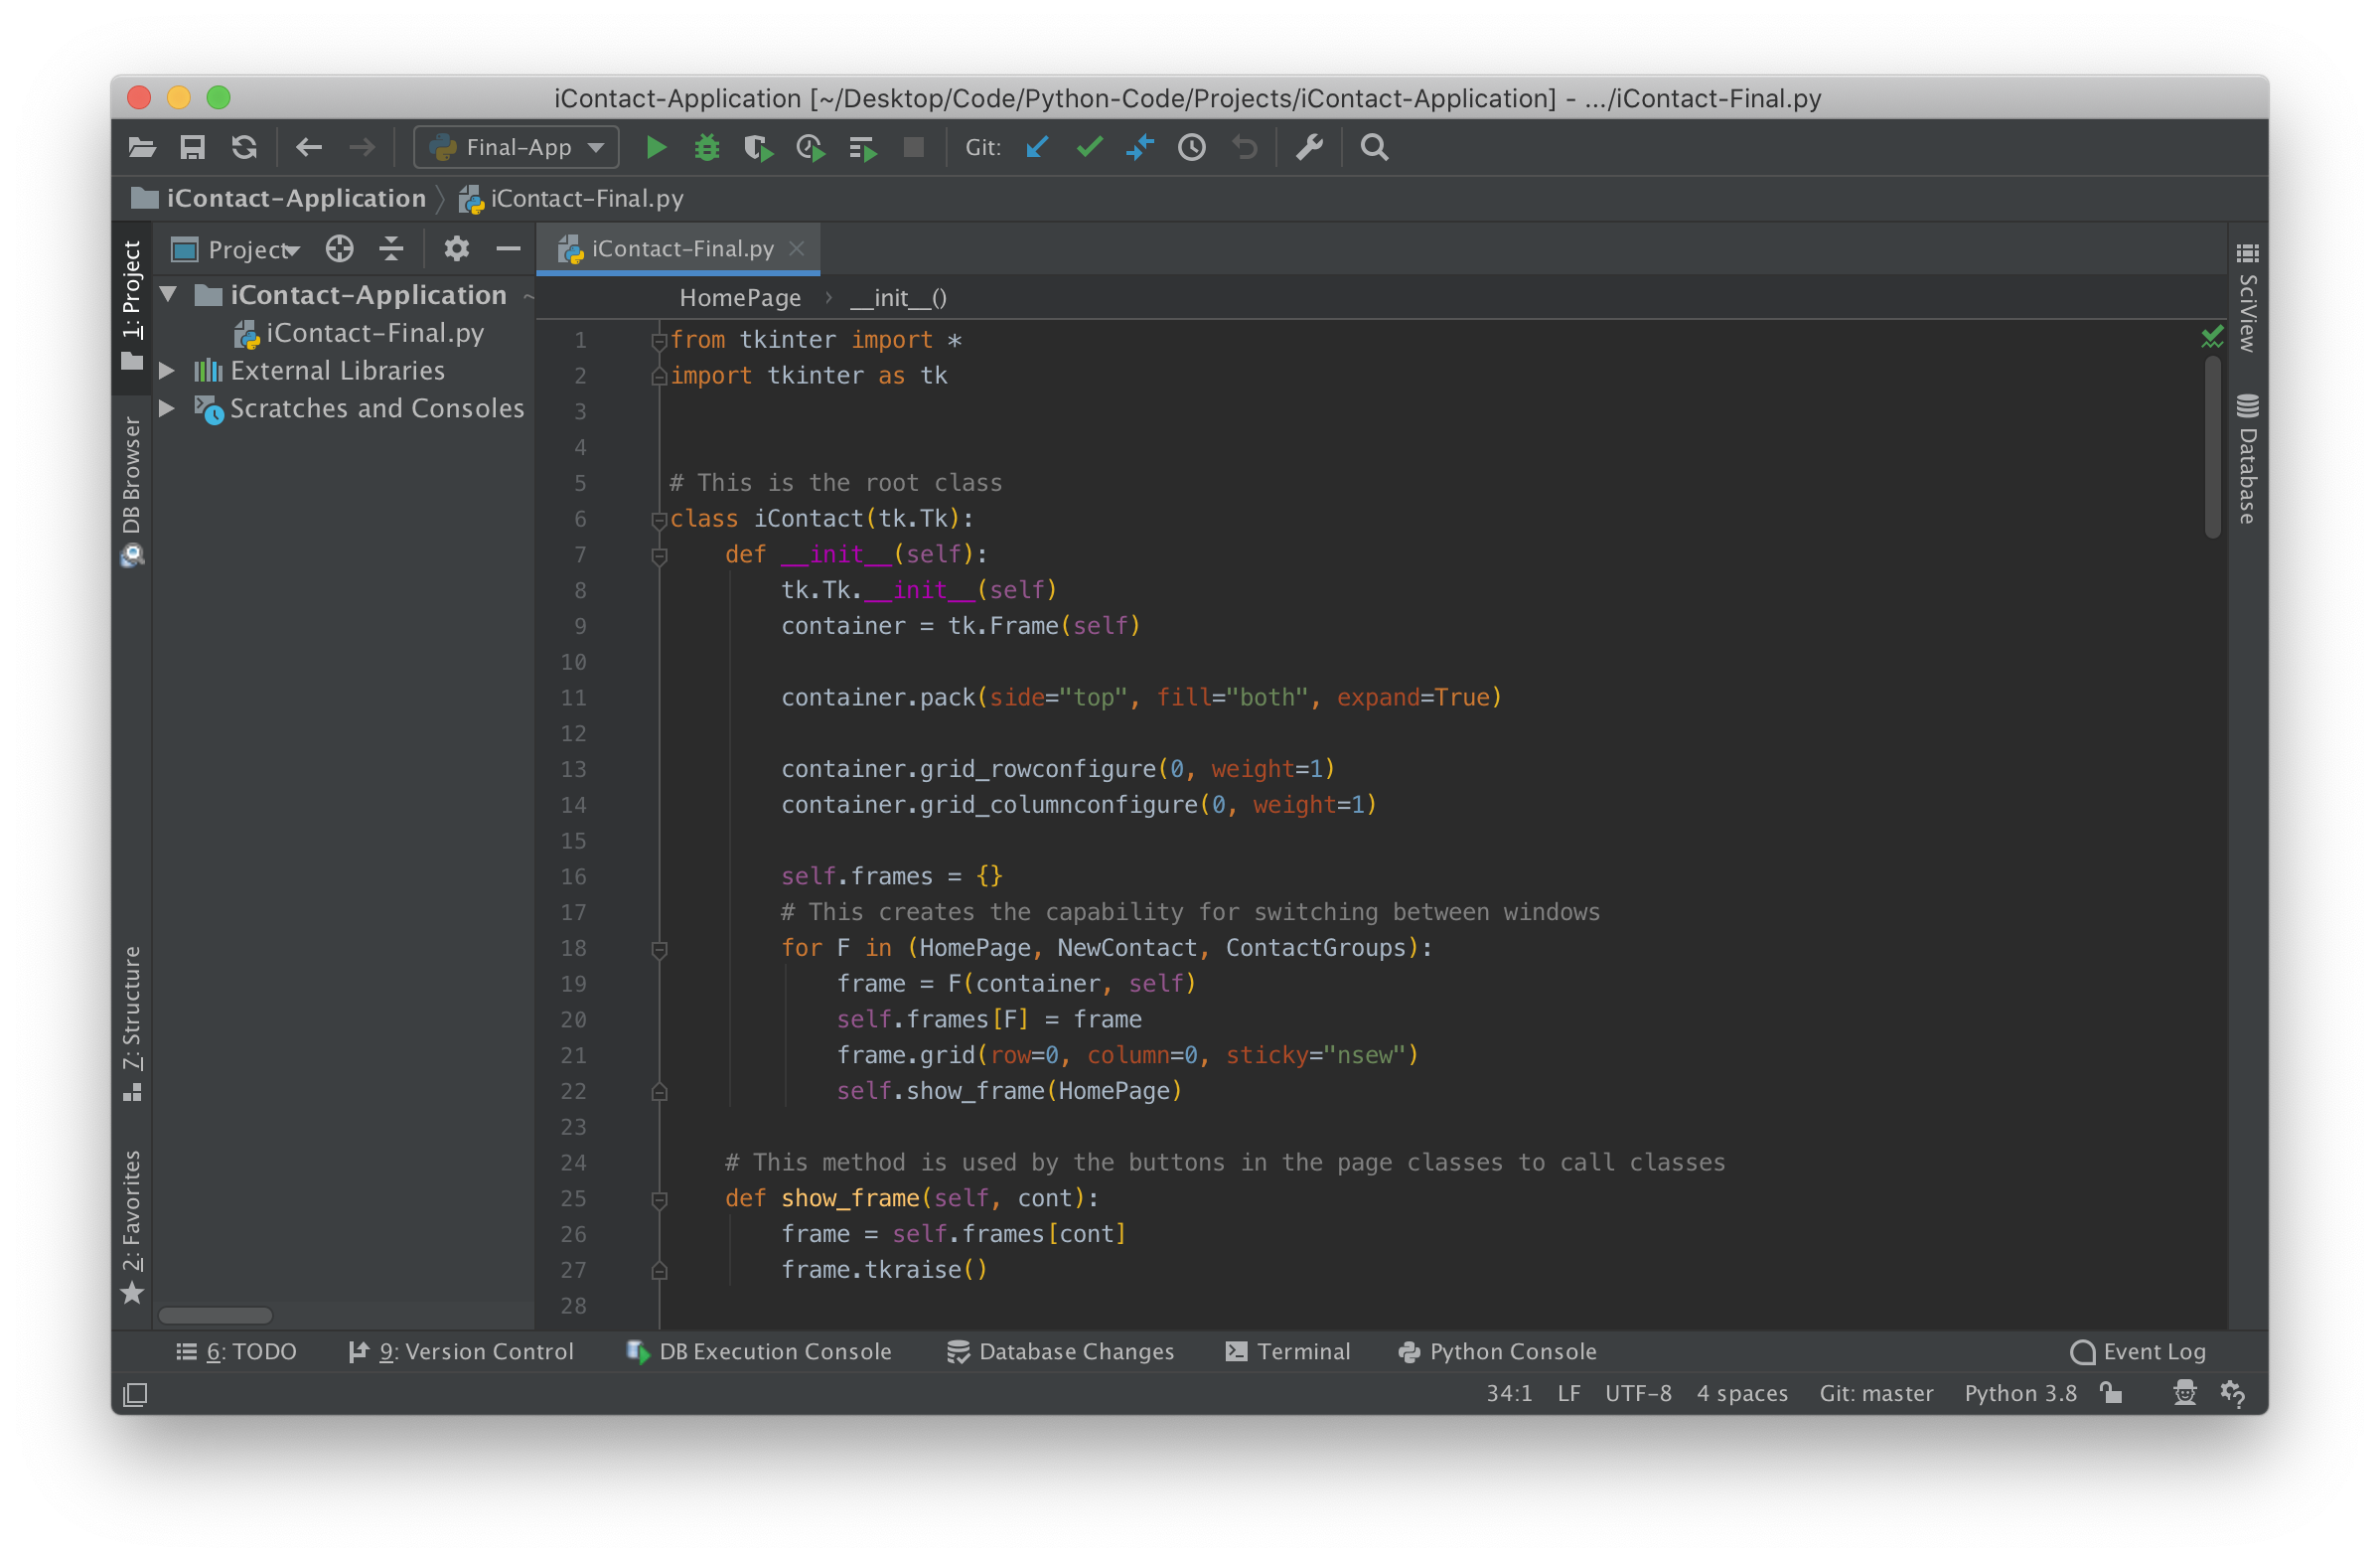 iContact-Application [~/Desktop/Code/Python-Code/Projects/iContact-Application] - .../iContact-Final.py
Final-App
Git:
iContact-Application
iContact-Final.py
1: Project
DB Browser
7: Structure
2: Favorites
Project
iContact-Application ~
iContact-Final.py
External Libraries
Scratches and Consoles
iContact-Final.py
HomePage › __init__()
1 from tkinter import *
2 import tkinter as tk
3
4
5 # This is the root class
6 class iContact(tk.Tk):
7     def __init__(self):
8         tk.Tk.__init__(self)
9         container = tk.Frame(self)
10
11         container.pack(side="top", fill="both", expand=True)
12
13         container.grid_rowconfigure(0, weight=1)
14         container.grid_columnconfigure(0, weight=1)
15
16         self.frames = {}
17         # This creates the capability for switching between windows
18         for F in (HomePage, NewContact, ContactGroups):
19             frame = F(container, self)
20             self.frames[F] = frame
21             frame.grid(row=0, column=0, sticky="nsew")
22             self.show_frame(HomePage)
23
24     # This method is used by the buttons in the page classes to call classes
25     def show_frame(self, cont):
26         frame = self.frames[cont]
27         frame.tkraise()
28
SciView
Database
6: TODO
9: Version Control
DB Execution Console
Database Changes
Terminal
Python Console
Event Log
34:1 LF UTF-8 4 spaces Git: master Python 3.8